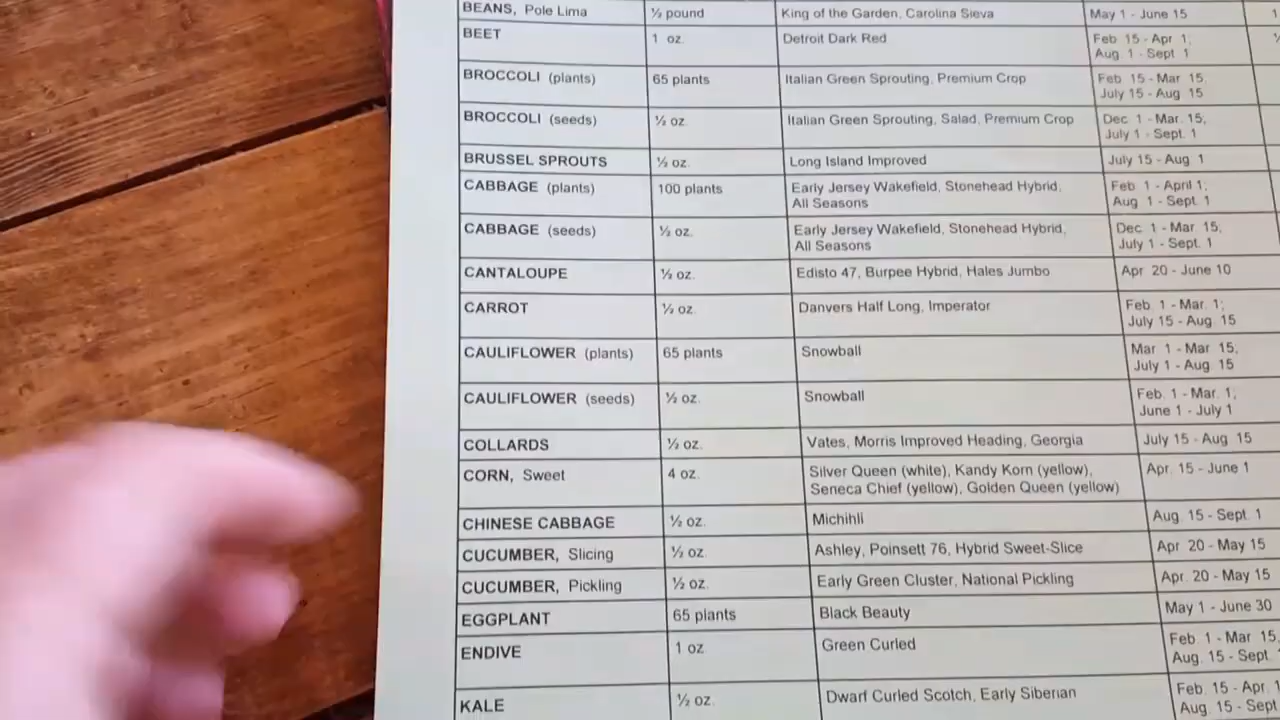 BEANS, Pole Lima ½ pound King of the Garden, Carolina Sieva May 1 - June 15
BEET 1 oz. Detroit Dark Red Feb 15 - Apr 1;
Aug 1 - Sept 1
BROCCOLI (plants) 65 plants Italian Green Sprouting, Premium Crop Feb 15 - Mar 15,
July 15 - Aug 15
BROCCOLI (seeds) ½ oz. Italian Green Sprouting, Salad, Premium Crop Dec 1 - Mar. 15,
July 1 - Sept. 1
BRUSSEL SPROUTS ½ oz. Long Island Improved July 15 - Aug 1
CABBAGE (plants) 100 plants Early Jersey Wakefield, Stonehead Hybrid, Feb 1 - April 1;
All Seasons Aug 1 - Sept. 1
CABBAGE (seeds) ½ oz. Early Jersey Wakefield, Stonehead Hybrid, Dec. 1 - Mar. 15,
All Seasons July 1 - Sept. 1
CANTALOUPE ½ oz. Edisto 47, Burpee Hybrid, Hales Jumbo Apr 20 - June 10
CARROT ½ oz. Danvers Half Long, Imperator Feb. 1 - Mar. 1;
July 15 - Aug. 15
CAULIFLOWER (plants) 65 plants Snowball Mar 1 - Mar 15,
July 15 - Aug. 15
CAULIFLOWER (seeds) ½ oz. Snowball Feb. 1 - Mar. 1;
June 1 - July 1
COLLARDS ½ oz. Vates, Morris Improved Heading, Georgia July 15 - Aug 15
CORN, Sweet 4 oz. Silver Queen (white), Kandy Korn (yellow), Apr. 15 - June 1
Seneca Chief (yellow), Golden Queen (yellow)
CHINESE CABBAGE ½ oz. Michihli Aug. 15 - Sept. 1
CUCUMBER, Slicing ½ oz. Ashley, Poinsett 76, Hybrid Sweet-Slice Apr 20 - May 15
CUCUMBER, Pickling ½ oz. Early Green Cluster, National Pickling Apr. 20 - May 15
EGGPLANT 65 plants Black Beauty May 1 - June 30
ENDIVE 1 oz Green Curled Feb. 1 - Mar 15,
Aug. 15 - Sept.
KALE ½ oz. Dwarf Curled Scotch, Early Siberian Feb. 15 - Apr. 1
Aug. 15 - Sept